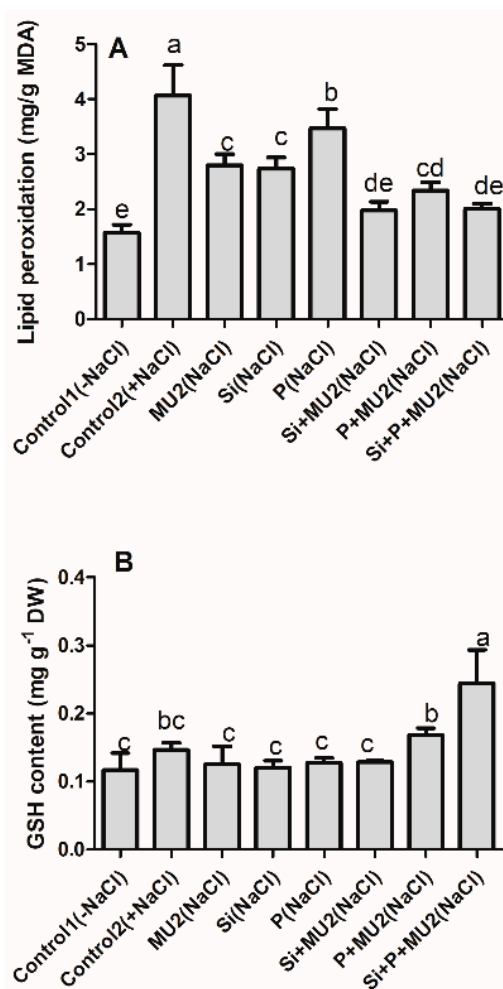 A
Lipid peroxidation (mg/g MDA)
5
4
3
2
1
0
e
a
c
c
b
de
cd
de
Control1(-NaCl)
Control2(+NaCl)
MU2(NaCl)
Si(NaCl)
P(NaCl)
Si+MU2(NaCl)
P+MU2(NaCl)
Si+P+MU2(NaCl)
B
GSH content (mg g-1 DW)
0.4
0.3
0.2
0.1
0.0
c
bc
c
c
c
c
b
a
Control1(-NaCl)
Control2(+NaCl)
MU2(NaCl)
Si(NaCl)
P(NaCl)
Si+MU2(NaCl)
P+MU2(NaCl)
Si+P+MU2(NaCl)